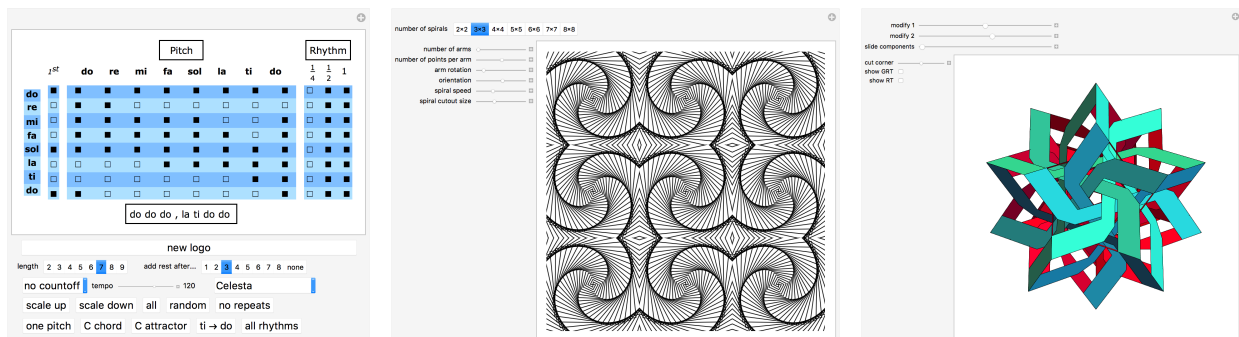 Pitch Rhythm
1st do re mi fa sol la ti do 1/4 1/2 1
do
re
mi
fa
sol
la
ti
do
do do do , la ti do do
new logo
length 2 3 4 5 6 7 8 9 add rest after... 1 2 3 4 5 6 7 8 none
no countoff tempo 120 Celesta
scale up scale down all random no repeats
one pitch C chord C attractor ti → do all rhythms
number of spirals 2×2 3×3 4×4 5×5 6×6 7×7 8×8
number of arms
number of points per arm
arm rotation
orientation
spiral speed
spiral cutout size
modify 1
modify 2
slide components
cut corner
show GRT
show RT